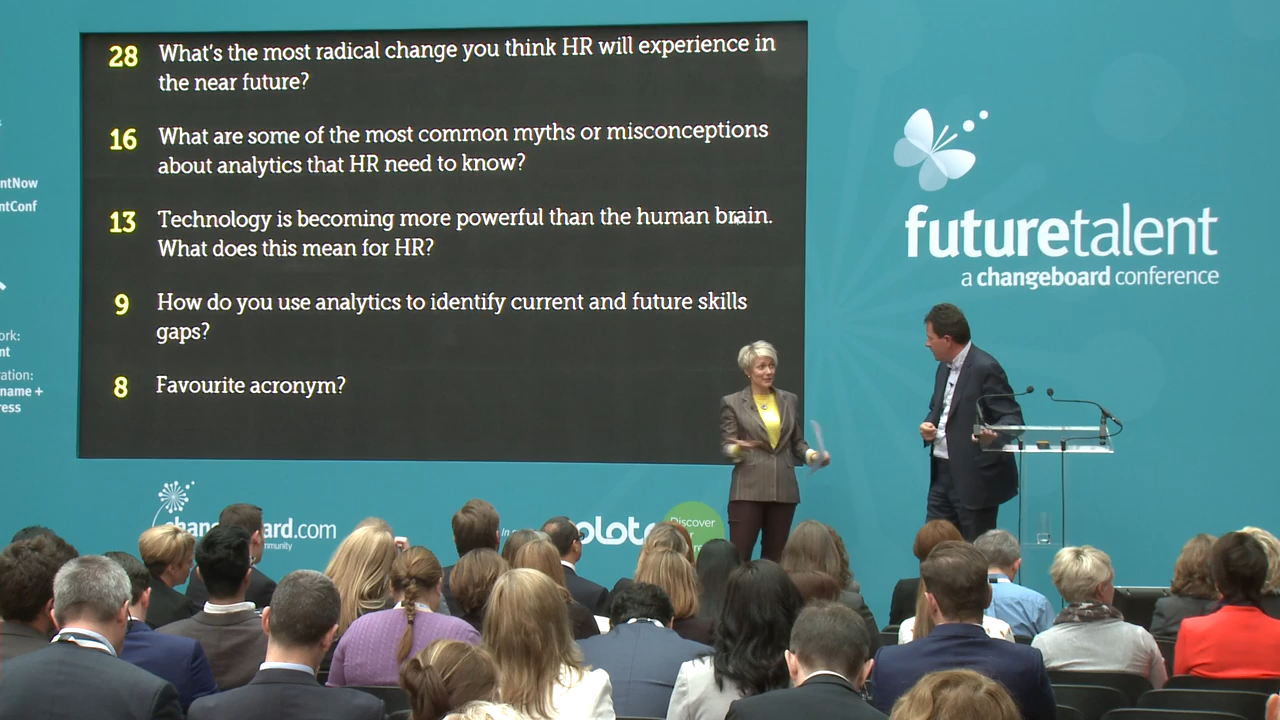 28 What's the most radical change you think HR will experience in
the near future?
16 What are some of the most common myths or misconceptions
about analytics that HR need to know?
13 Technology is becoming more powerful than the human brain.
What does this mean for HR?
9 How do you use analytics to identify current and future skills
gaps?
8 Favourite acronym?
futuretalent
a changeboard conference
ntNow
ntConf
ork:
nt
ration:
name +
ress
ard.com
munity
In
Discover